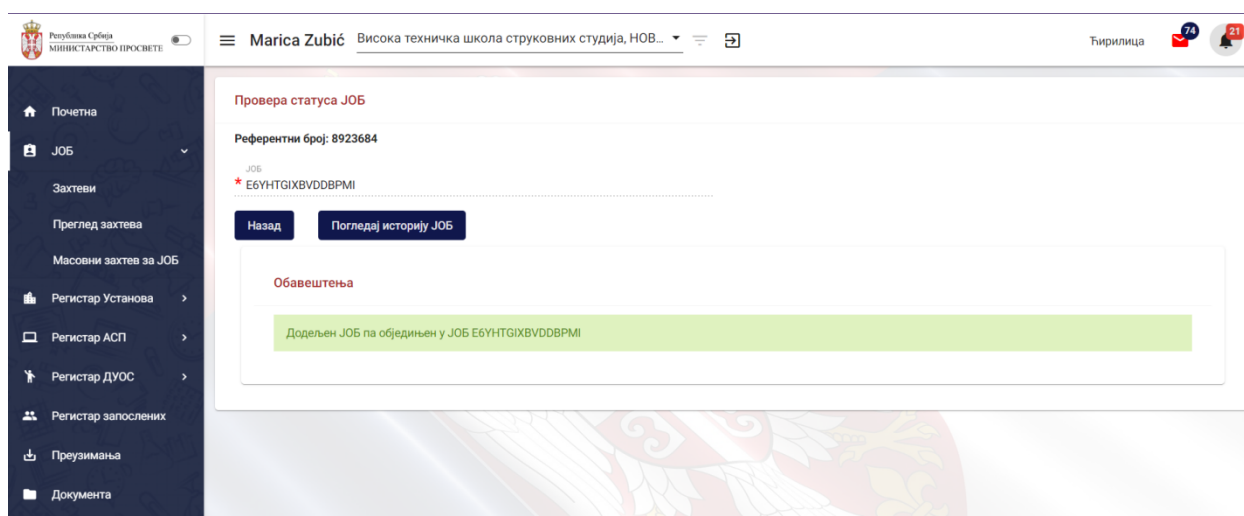 Република Србија
МИНИСТАРСТВО ПРОСВЕТЕ
Marica Zubić Висока техничка школа струковних студија, НОВ...
Ћирилица
74
21
Почетна
ЈОБ
Захтеви
Преглед захтева
Масовни захтев за ЈОБ
Регистар Установа
Регистар АСП
Регистар ДУОС
Регистар запослених
Преузимања
Документа
Провера статуса ЈОБ
Референтни број: 8923684
ЈОБ
* E6YHTGIXBVDDBPMI
Назад Погледај историју ЈОБ
Обавештења
Додељен ЈОБ па обједињен у ЈОБ E6YHTGIXBVDDBPMI